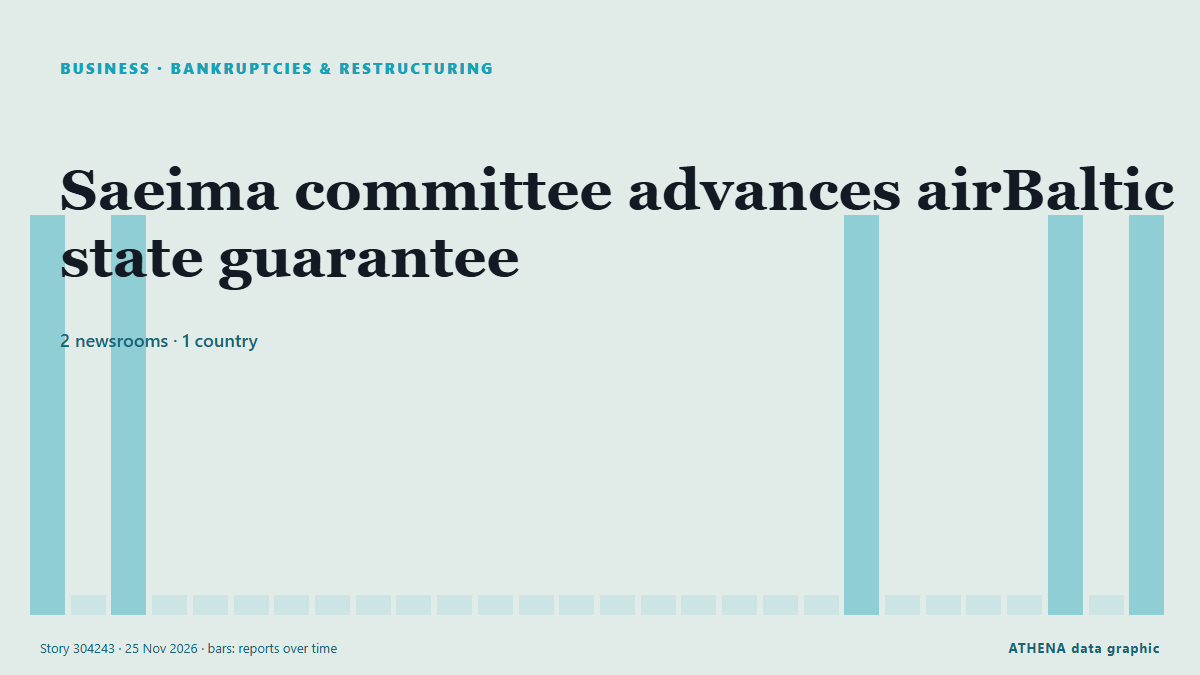 BUSINESS · BANKRUPTCIES & RESTRUCTURING
Saeima committee advances airBaltic
state guarantee
2 newsrooms · 1 country
Story 304243 · 25 Nov 2026 · bars: reports over time
ATHENA data graphic